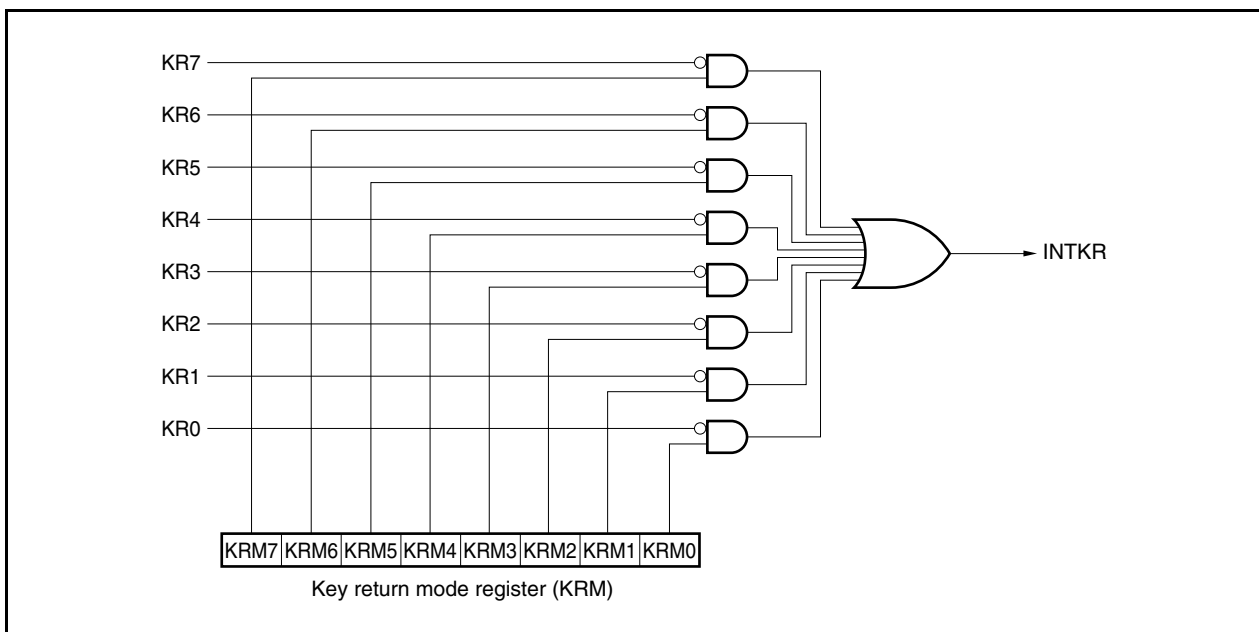 KR7
KR6
KR5
KR4
KR3
KR2
KR1
KR0
INTKR
KRM7 KRM6 KRM5 KRM4 KRM3 KRM2 KRM1 KRM0
Key return mode register (KRM)